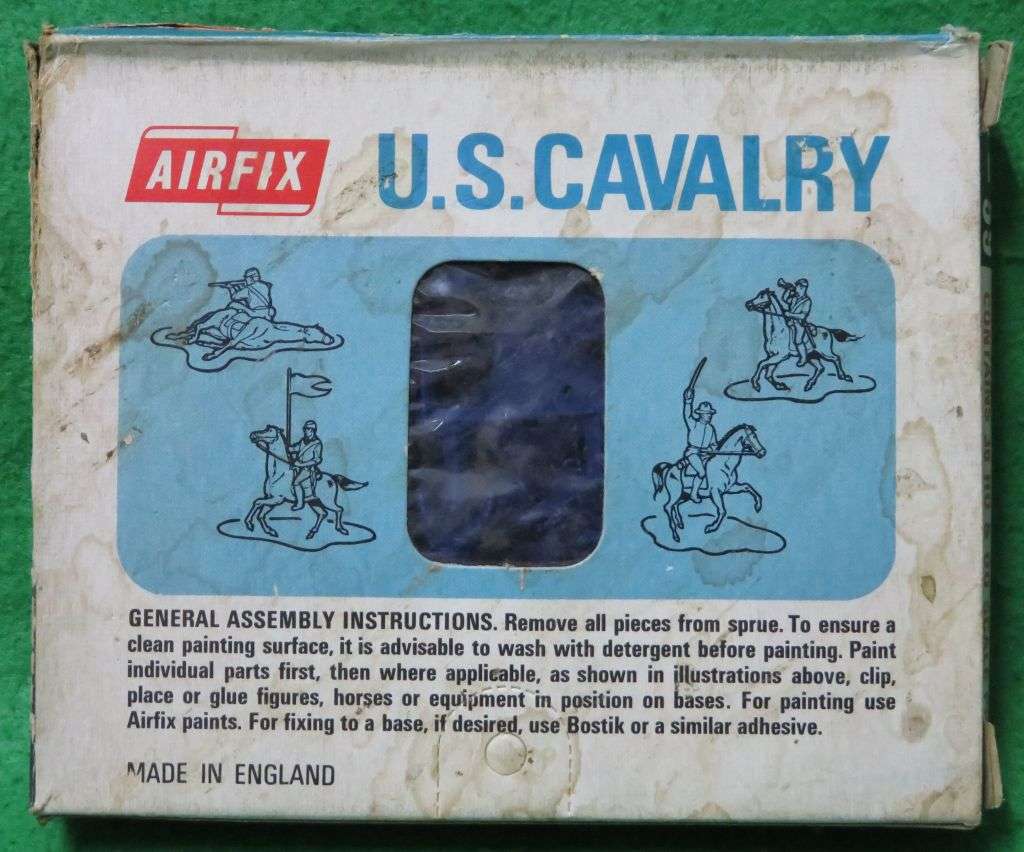 AIRFIX
U.S.CAVALRY
GENERAL ASSEMBLY INSTRUCTIONS. Remove all pieces from sprue. To ensure a
clean painting surface, it is advisable to wash with detergent before painting. Paint
individual parts first, then where applicable, as shown in illustrations above, clip,
place or glue figures, horses or equipment in position on bases. For painting use
Airfix paints. For fixing to a base, if desired, use Bostik or a similar adhesive.
MADE IN ENGLAND